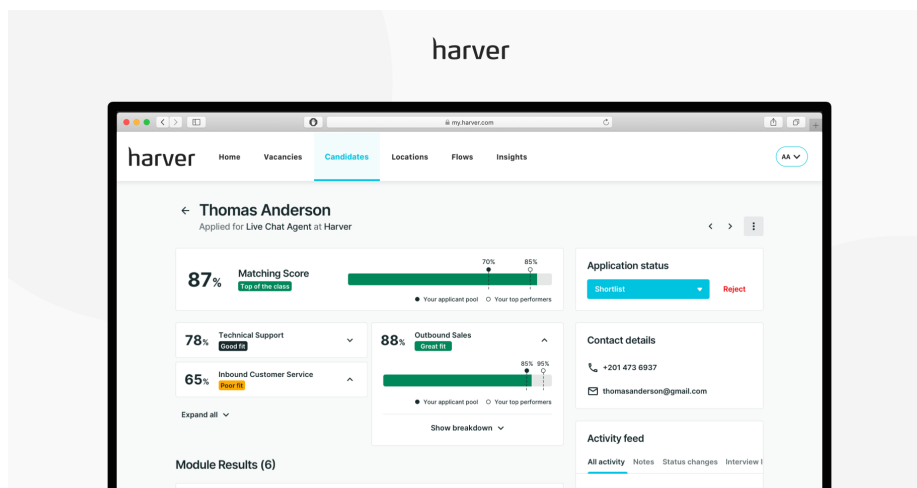 harver
my.harver.com
harver Home Vacancies Candidates Locations Flows Insights AA
Thomas Anderson
Applied for Live Chat Agent at Harver
87% Matching Score
Top of the class
70% 85%
Your applicant pool Your top performers
Application status
Shortlist Reject
78% Technical Support
Good fit
65% Inbound Customer Service
Poor fit
Expand all
88% Outbound Sales
Great fit
85% 95%
Your applicant pool Your top performers
Show breakdown
Contact details
+201 473 6937
thomasanderson@gmail.com
Activity feed
All activity Notes Status changes Interview
Module Results (6)